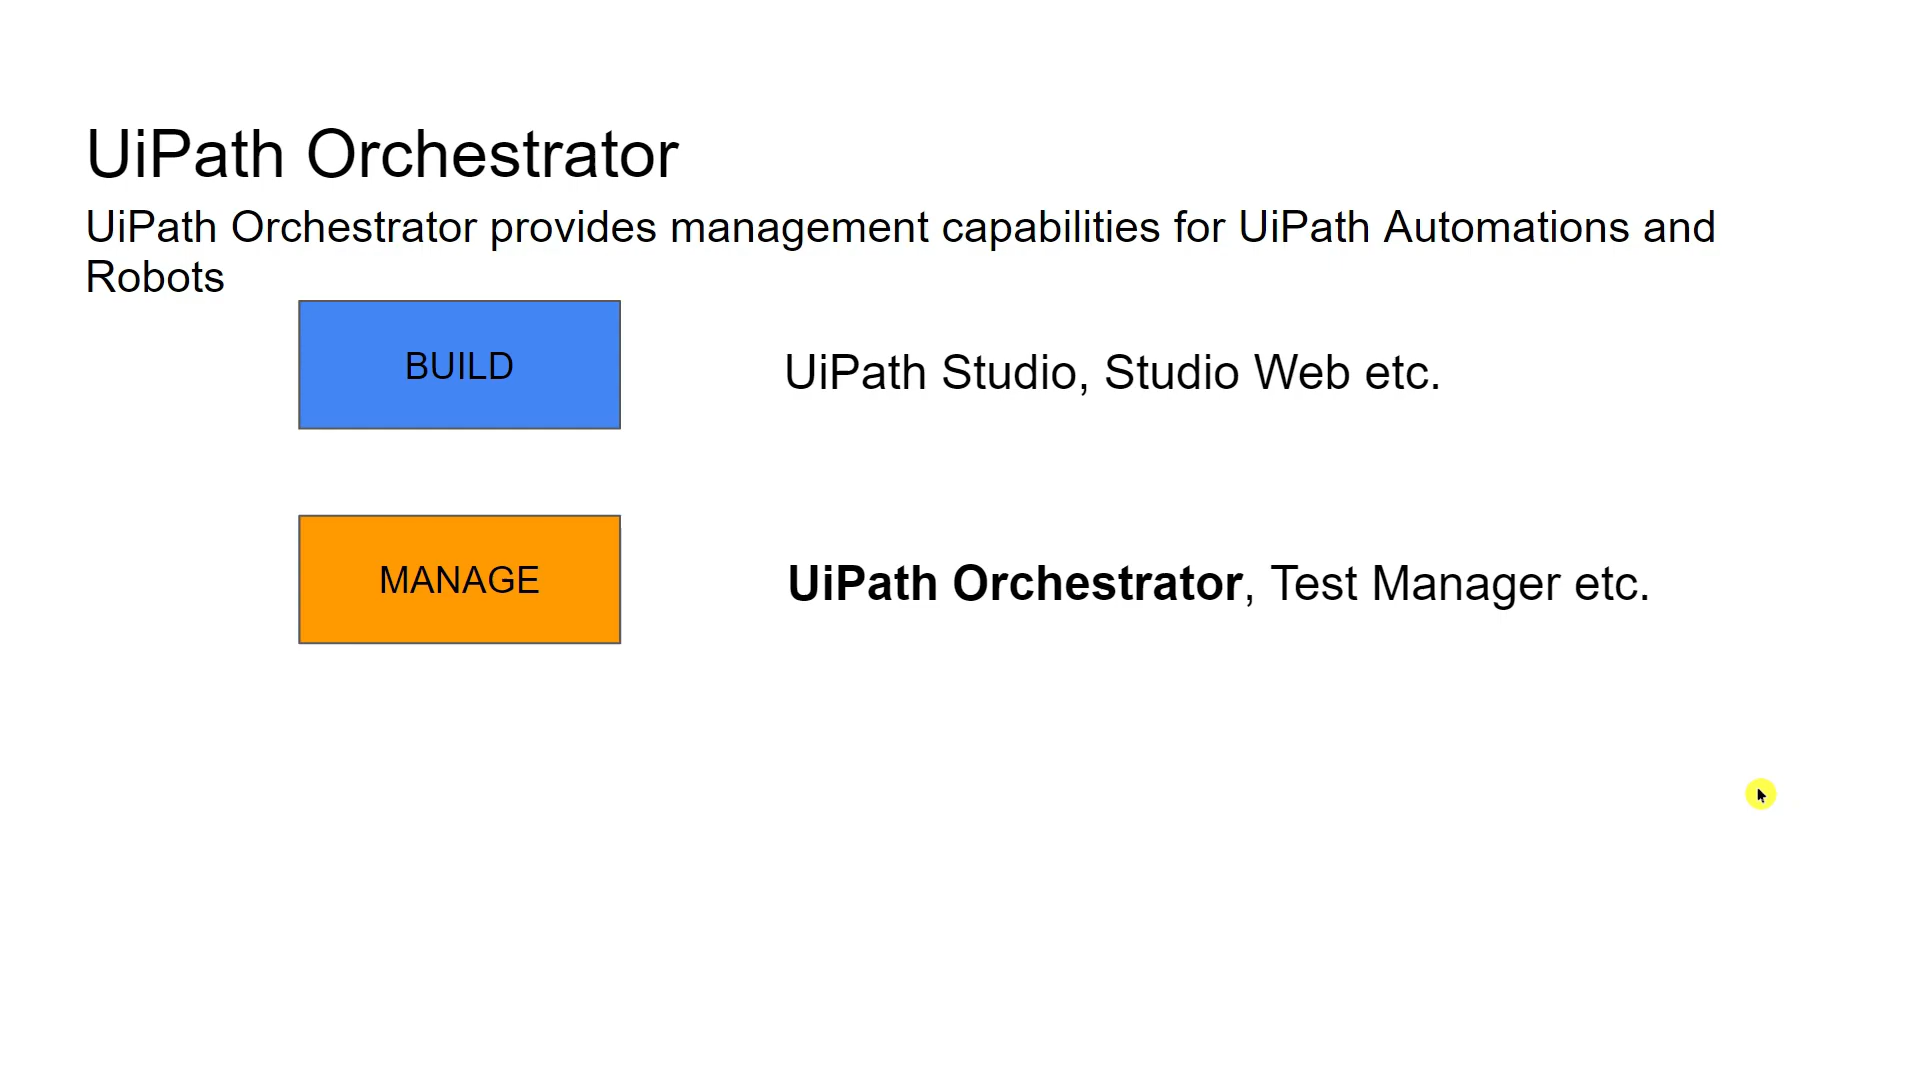 UiPath Orchestrator
UiPath Orchestrator provides management capabilities for UiPath Automations and
Robots
BUILD
UiPath Studio, Studio Web etc.
MANAGE
UiPath Orchestrator, Test Manager etc.